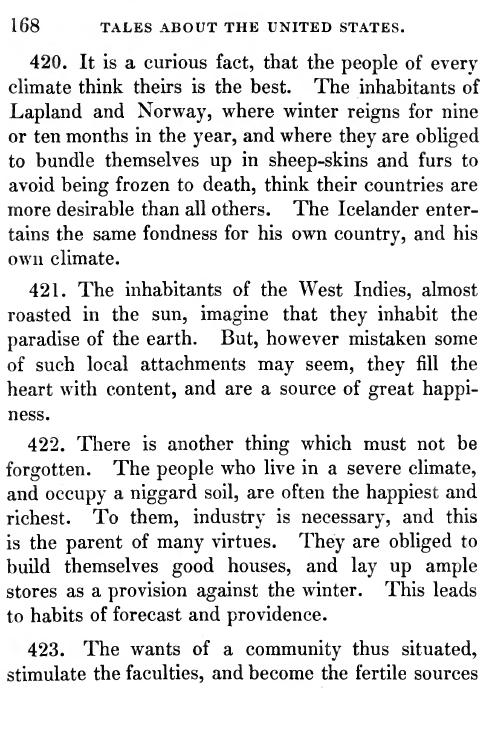 168 TALES ABOUT THE UNITED STATES.
420. It is a curious fact, that the people of every
climate think theirs is the best. The inhabitants of
Lapland and Norway, where winter reigns for nine
or ten months in the year, and where they are obliged
to bundle themselves up in sheep-skins and furs to
avoid being frozen to death, think their countries are
more desirable than all others. The Icelander enter-
tains the same fondness for his own country, and his
own climate.
421. The inhabitants of the West Indies, almost
roasted in the sun, imagine that they inhabit the
paradise of the earth. But, however mistaken some
of such local attachments may seem, they fill the
heart with content, and are a source of great happi-
ness.
422. There is another thing which must not be
forgotten. The people who live in a severe climate,
and occupy a niggard soil, are often the happiest and
richest. To them, industry is necessary, and this
is the parent of many virtues. They are obliged to
build themselves good houses, and lay up ample
stores as a provision against the winter. This leads
to habits of forecast and providence.
423. The wants of a community thus situated,
stimulate the faculties, and become the fertile sources